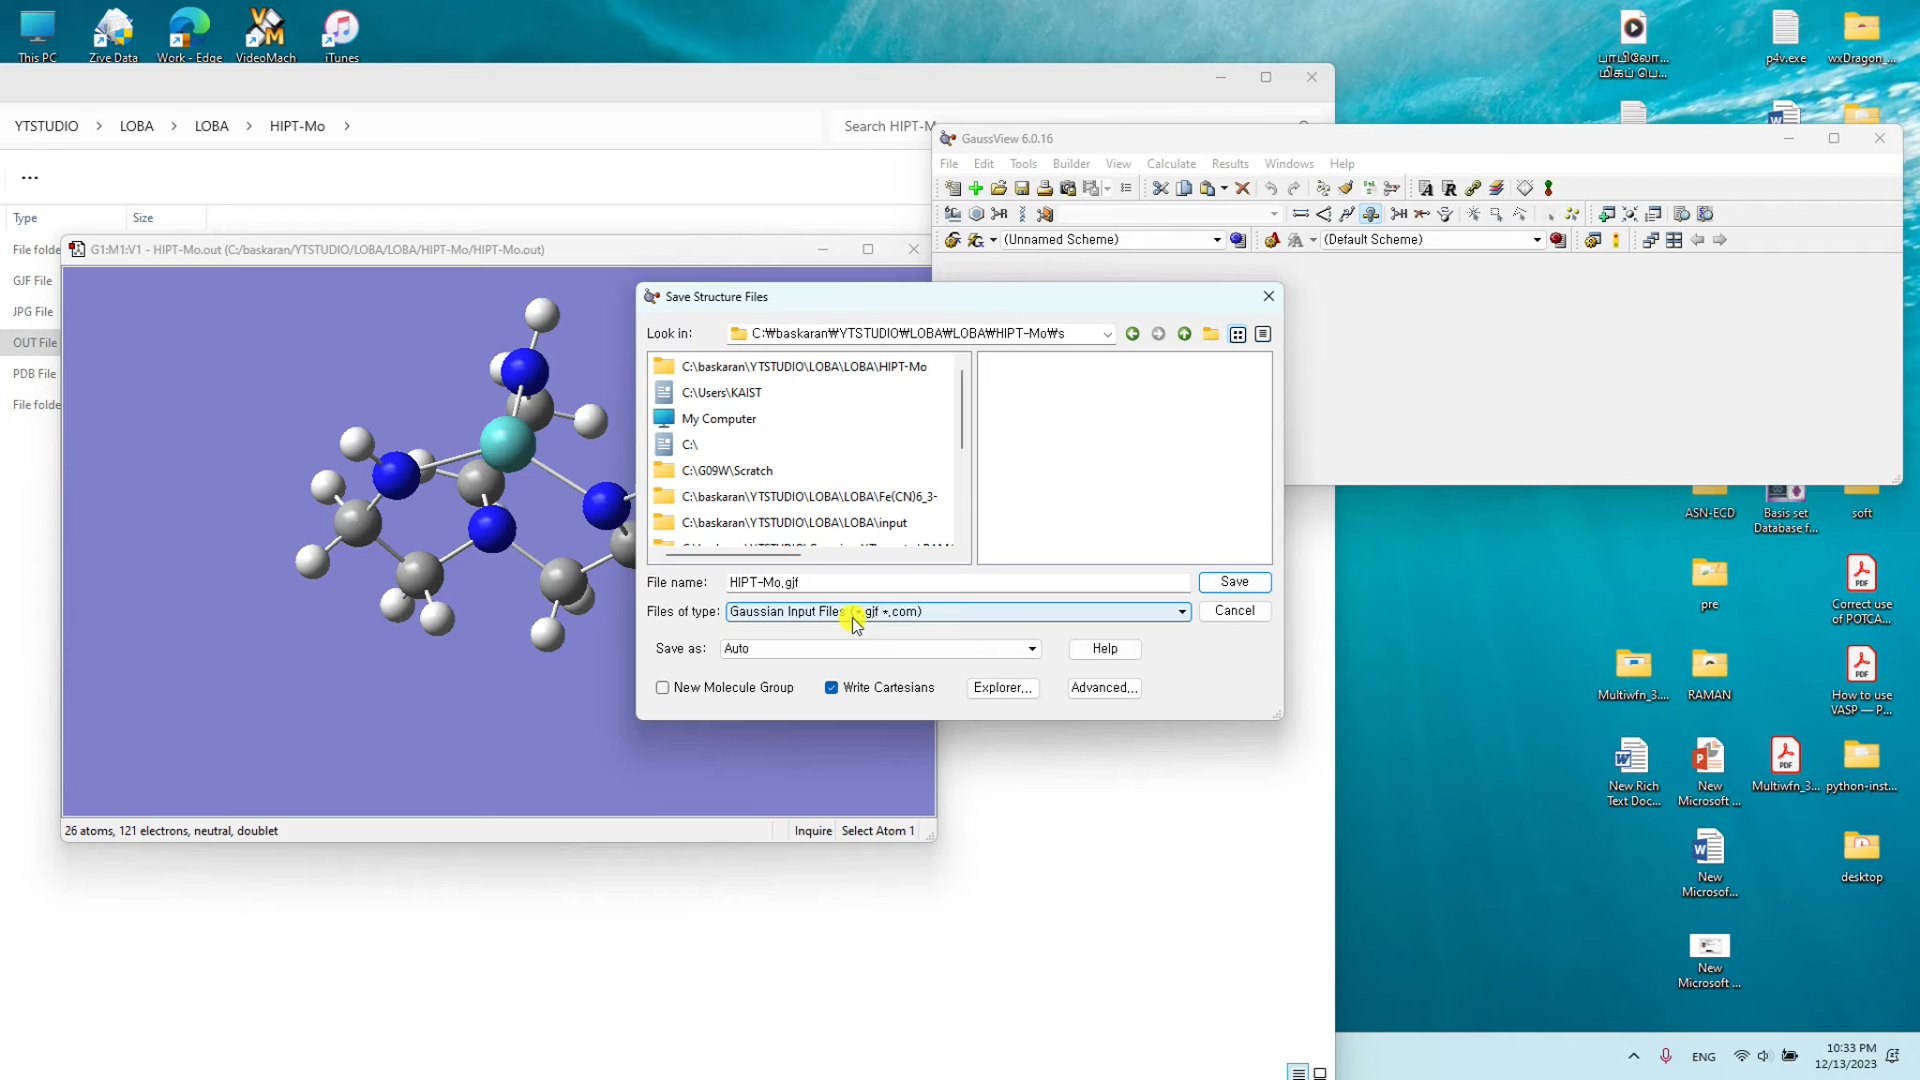 This PC
Zive Data
Work - Edge
VideoMach
iTunes
பாயிலோ...
மிகப் பெ...
p4v.exe
wxDragon_...
YTSTUDIO > LOBA > LOBA > HIPT-Mo >
Search HIPT-M
...
Type
Size
File folde
GJF File
JPG File
OUT File
PDB File
File folde
GaussView 6.0.16
File Edit Tools Builder View Calculate Results Windows Help
(Unnamed Scheme)
(Default Scheme)
G1:M1:V1 - HIPT-Mo.out (C:/baskaran/YTSTUDIO/LOBA/LOBA/HIPT-Mo/HIPT-Mo.out)
26 atoms, 121 electrons, neutral, doublet
Inquire
Select Atom 1
Save Structure Files
Look in:
C:₩baskaran₩YTSTUDIO₩LOBA₩LOBA₩HIPT-Mo₩s
C:\baskaran\YTSTUDIO\LOBA\LOBA\HIPT-Mo
C:\Users\KAIST
My Computer
C:\
C:\G09W\Scratch
C:\baskaran\YTSTUDIO\LOBA\LOBA\Fe(CN)6_3-
C:\baskaran\YTSTUDIO\LOBA\LOBA\input
File name:
HIPT-Mo.gjf
Save
Files of type:
Gaussian Input Files (*.gjf *.com)
Cancel
Save as:
Auto
Help
New Molecule Group
Write Cartesians
Explorer...
Advanced...
ASN-ECD
Basis set
Database f...
soft
pre
Correct use
of POTCA...
Multiwfn_3....
RAMAN
How to use
VASP — P...
New Rich
Text Doc...
New
Microsoft ...
Multiwfn_3...
python-inst...
New
Microsof...
desktop
New
Microsoft ...
ENG
10:33 PM
12/13/2023